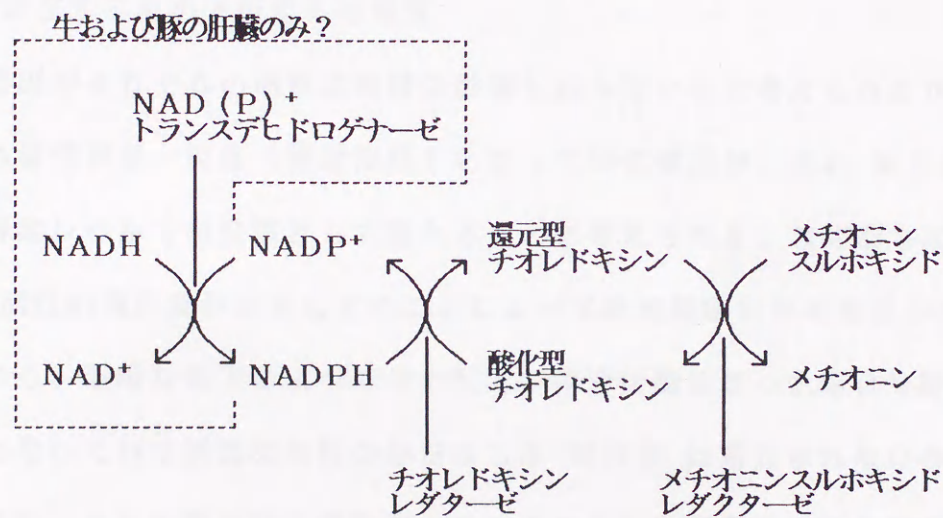 牛および豚の肝臓のみ？
NAD (P)⁺
トランスデヒドロゲナーゼ
NADH
NADP⁺
還元型
チオレドキシン
メチオニン
スルホキシド
NAD⁺
NADPH
酸化型
チオレドキシン
メチオニン
チオレドキシン
レダターゼ
メチオニンスルホキシド
レダクターゼ